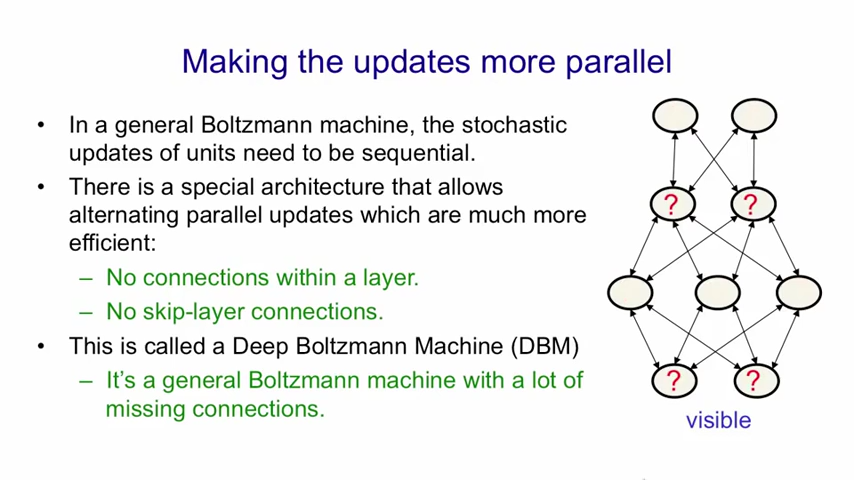 Making the updates more parallel
• In a general Boltzmann machine, the stochastic
updates of units need to be sequential.
• There is a special architecture that allows
alternating parallel updates which are much more
efficient:
– No connections within a layer.
– No skip-layer connections.
• This is called a Deep Boltzmann Machine (DBM)
– It's a general Boltzmann machine with a lot of
missing connections.
? ?
? ?
visible